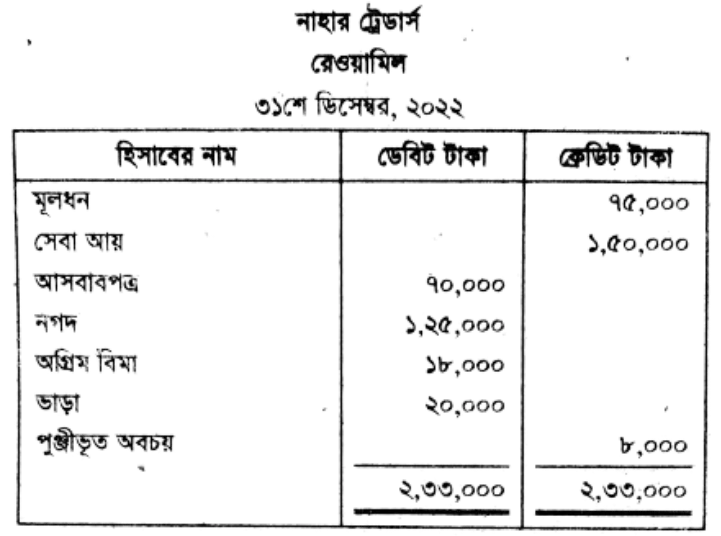 নাহার ট্রেডার্স
রেওয়ামিল
৩১শে ডিসেম্বর, ২০২২
হিসাবের নাম ডেবিট টাকা ক্রেডিট টাকা
মূলধন ৭৫,০০০
সেবা আয় ১,৫০,০০০
আসবাবপত্র ৭০,০০০
নগদ ১,২৫,০০০
অগ্রিম বিমা ১৮,০০০
ভাড়া ২০,০০০
পুঞ্জীভূত অবচয় ৮,০০০
২,৩৩,০০০ ২,৩৩,০০০